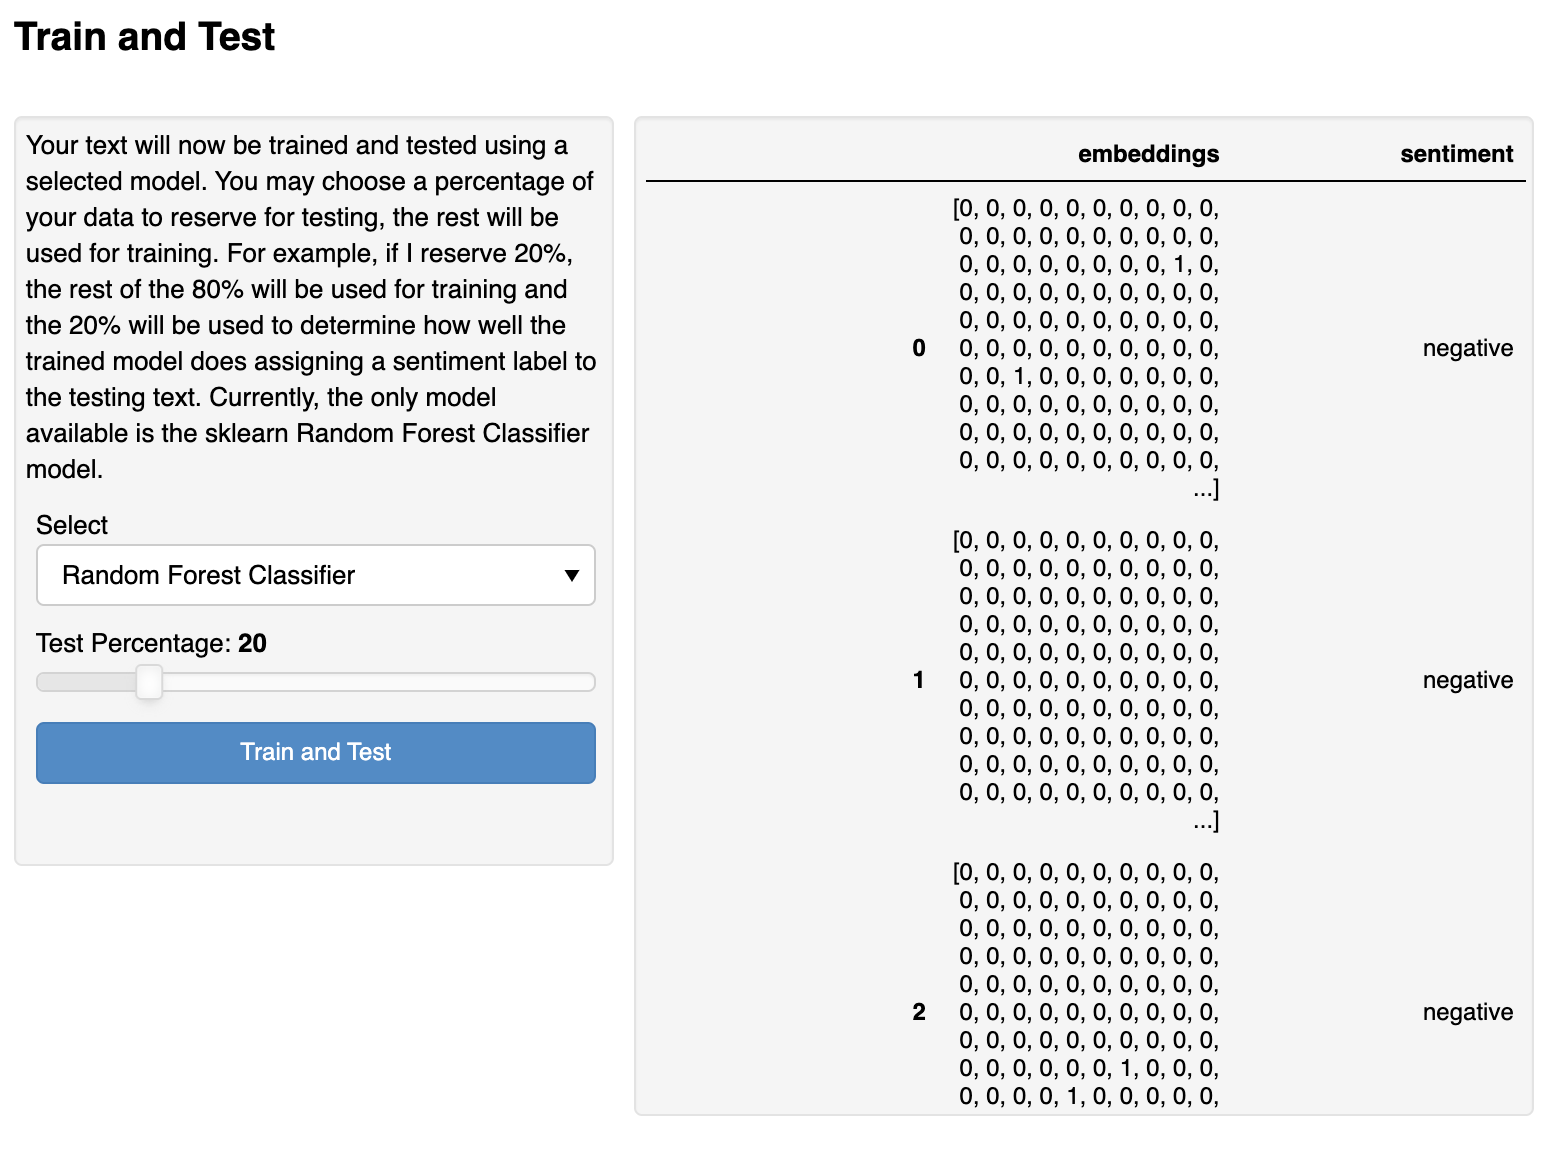 Train and Test
Your text will now be trained and tested using a
selected model. You may choose a percentage of
your data to reserve for testing, the rest will be
used for training. For example, if I reserve 20%,
the rest of the 80% will be used for training and
the 20% will be used to determine how well the
trained model does assigning a sentiment label to
the testing text. Currently, the only model
available is the sklearn Random Forest Classifier
model.
Select
Random Forest Classifier
Test Percentage: 20
Train and Test
embeddings sentiment
[0, 0, 0, 0, 0, 0, 0, 0, 0, 0,
0, 0, 0, 0, 0, 0, 0, 0, 0, 0,
0, 0, 0, 0, 0, 0, 0, 0, 1, 0,
0, 0, 0, 0, 0, 0, 0, 0, 0, 0,
0, 0, 0, 0, 0, 0, 0, 0, 0, 0,
0 0, 0, 0, 0, 0, 0, 0, 0, 0, 0, negative
0, 0, 1, 0, 0, 0, 0, 0, 0, 0,
0, 0, 0, 0, 0, 0, 0, 0, 0, 0,
0, 0, 0, 0, 0, 0, 0, 0, 0, 0,
0, 0, 0, 0, 0, 0, 0, 0, 0, 0,
...]
[0, 0, 0, 0, 0, 0, 0, 0, 0, 0,
0, 0, 0, 0, 0, 0, 0, 0, 0, 0,
0, 0, 0, 0, 0, 0, 0, 0, 0, 0,
0, 0, 0, 0, 0, 0, 0, 0, 0, 0,
0, 0, 0, 0, 0, 0, 0, 0, 0, 0,
1 0, 0, 0, 0, 0, 0, 0, 0, 0, 0, negative
0, 0, 0, 0, 0, 0, 0, 0, 0, 0,
0, 0, 0, 0, 0, 0, 0, 0, 0, 0,
0, 0, 0, 0, 0, 0, 0, 0, 0, 0,
0, 0, 0, 0, 0, 0, 0, 0, 0, 0,
...]
[0, 0, 0, 0, 0, 0, 0, 0, 0, 0,
0, 0, 0, 0, 0, 0, 0, 0, 0, 0,
0, 0, 0, 0, 0, 0, 0, 0, 0, 0,
0, 0, 0, 0, 0, 0, 0, 0, 0, 0,
0, 0, 0, 0, 0, 0, 0, 0, 0, 0,
2 0, 0, 0, 0, 0, 0, 0, 0, 0, 0, negative
0, 0, 0, 0, 0, 0, 0, 0, 0, 0,
0, 0, 0, 0, 0, 0, 1, 0, 0, 0,
0, 0, 0, 0, 1, 0, 0, 0, 0, 0,